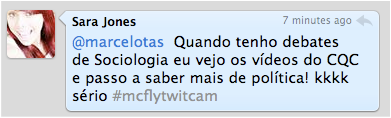 Sara Jones 7 minutes ago
@marcelotas Quando tenho debates
de Sociologia eu vejo os vídeos do CQC
e passo a saber mais de política! kkkk
sério #mcflytwitcam